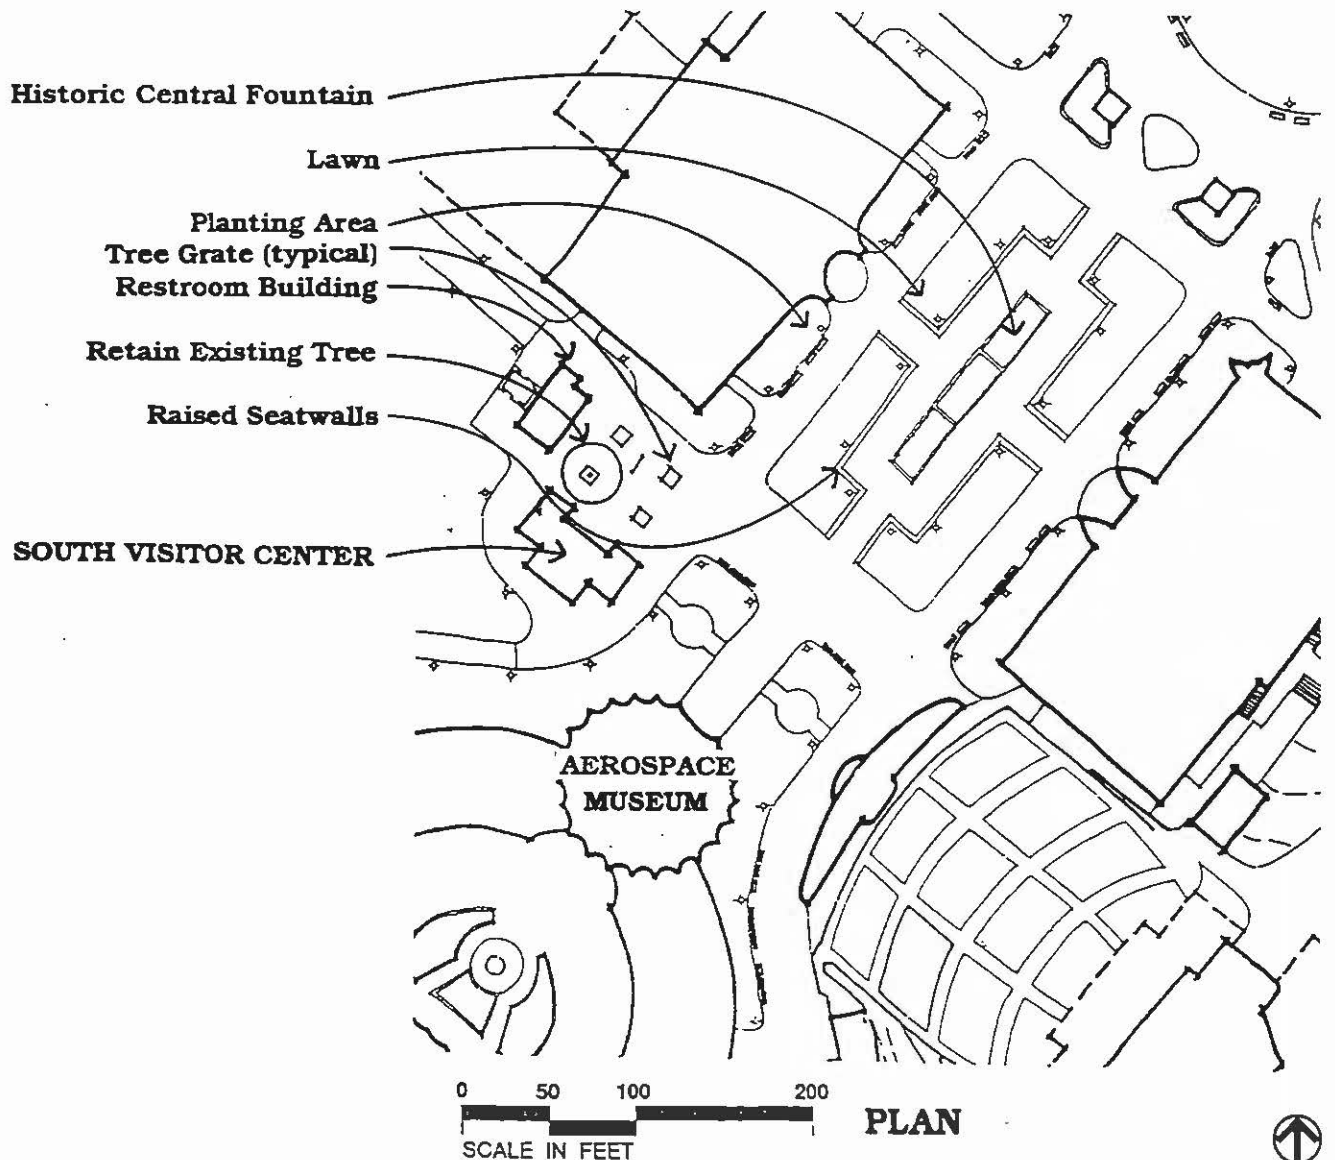 Historic Central Fountain
Lawn
Planting Area
Tree Grate (typical)
Restroom Building
Retain Existing Tree
Raised Seatwalls
SOUTH VISITOR CENTER
AEROSPACE
MUSEUM
0 50 100 200
SCALE IN FEET
PLAN